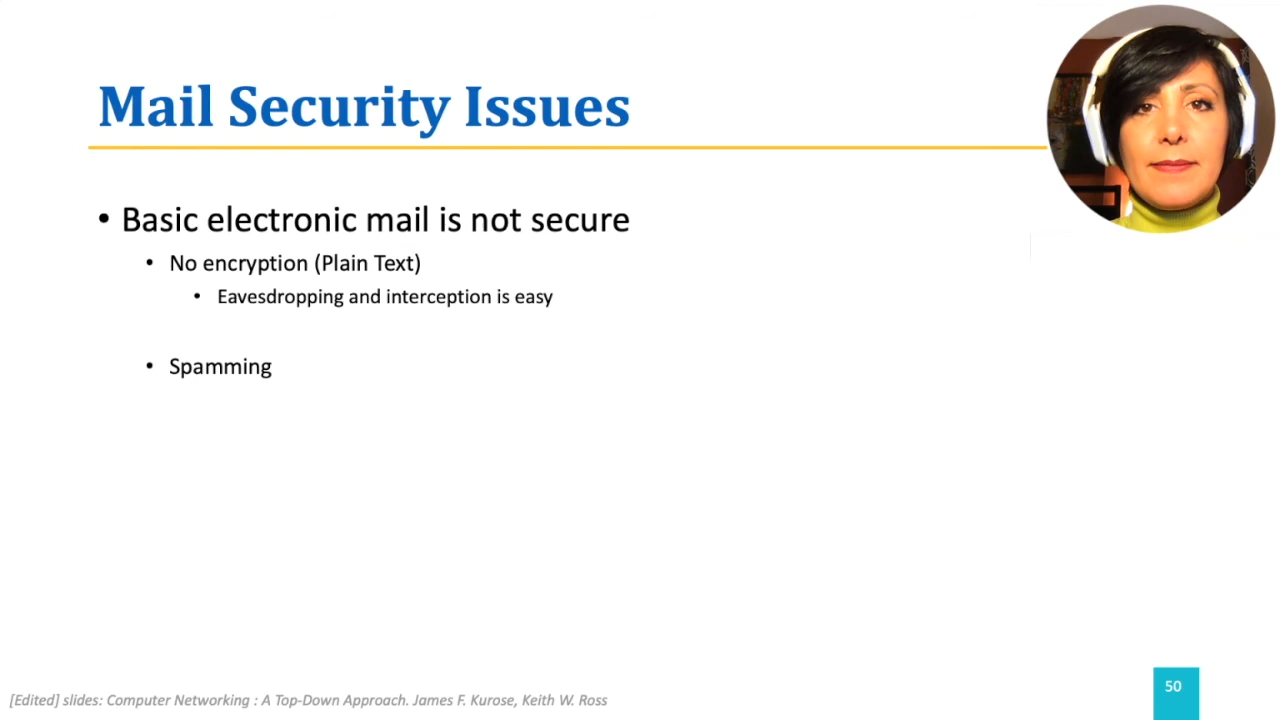 Mail Security Issues
• Basic electronic mail is not secure
• No encryption (Plain Text)
• Eavesdropping and interception is easy
• Spamming
[Edited] slides: Computer Networking : A Top-Down Approach. James F. Kurose, Keith W. Ross
50